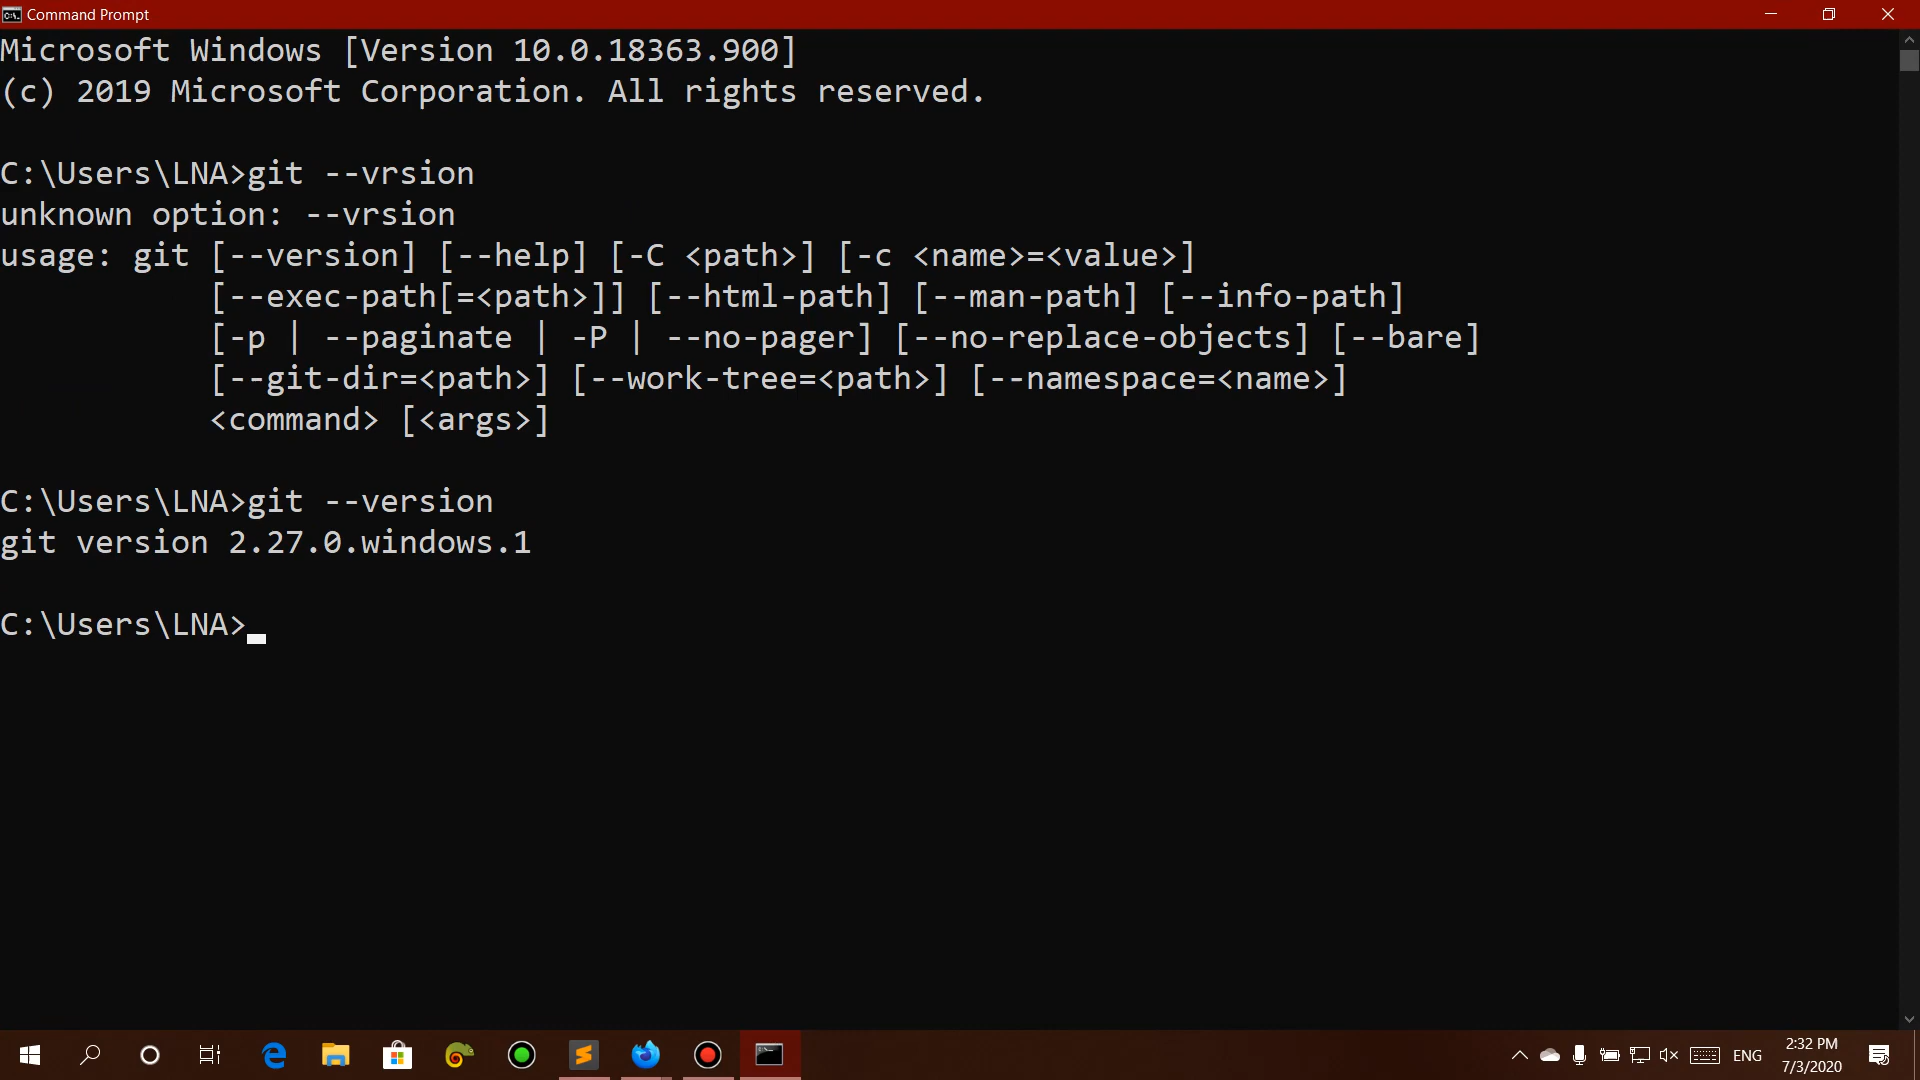 Command Prompt
Microsoft Windows [Version 10.0.18363.900]
(c) 2019 Microsoft Corporation. All rights reserved.
C:\Users\LNA>git --vrsion
unknown option: --vrsion
usage: git [--version] [--help] [-C <path>] [-c <name>=<value>]
[--exec-path[=<path>]] [--html-path] [--man-path] [--info-path]
[-p | --paginate | -P | --no-pager] [--no-replace-objects] [--bare]
[--git-dir=<path>] [--work-tree=<path>] [--namespace=<name>]
<command> [<args>]
C:\Users\LNA>git --version
git version 2.27.0.windows.1
C:\Users\LNA>
ENG
2:32 PM
7/3/2020